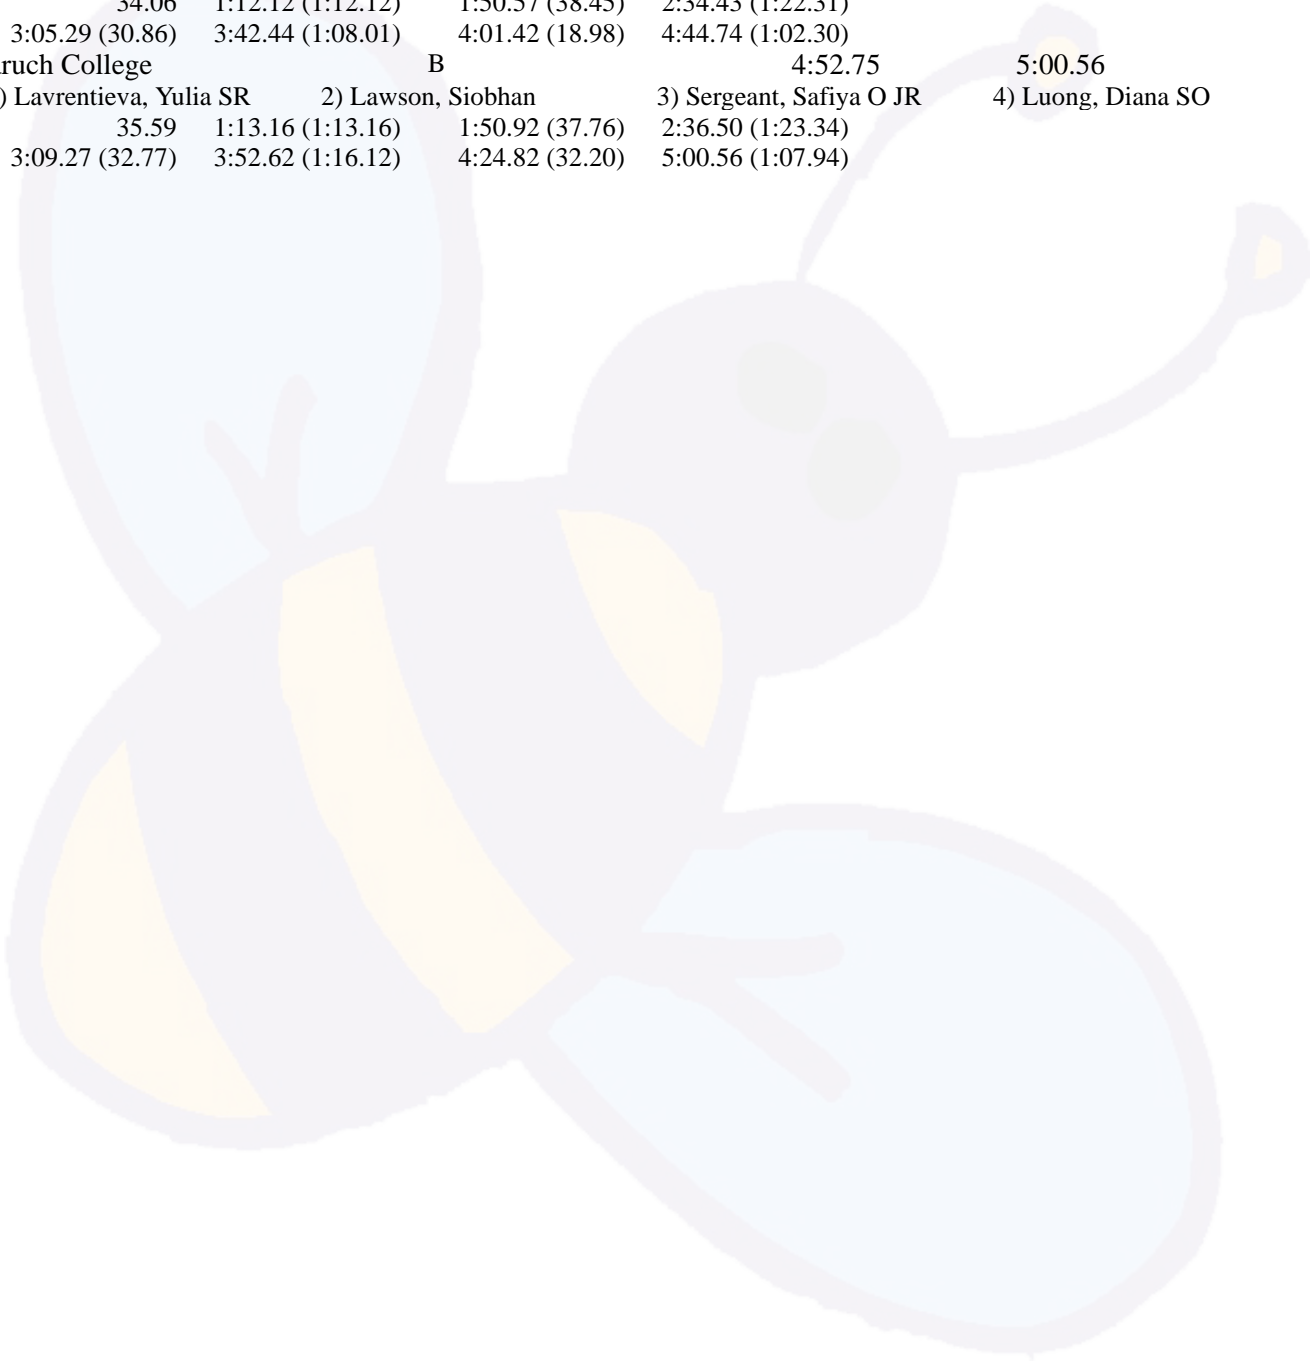 34.06 1:12.12 (1:12.12) 1:50.57 (38.45) 2:34.43 (1:22.31)
3:05.29 (30.86) 3:42.44 (1:08.01) 4:01.42 (18.98) 4:44.74 (1:02.30)
ruch College B 4:52.75 5:00.56
) Lavrentieva, Yulia SR 2) Lawson, Siobhan 3) Sergeant, Safiya O JR 4) Luong, Diana SO
35.59 1:13.16 (1:13.16) 1:50.92 (37.76) 2:36.50 (1:23.34)
3:09.27 (32.77) 3:52.62 (1:16.12) 4:24.82 (32.20) 5:00.56 (1:07.94)